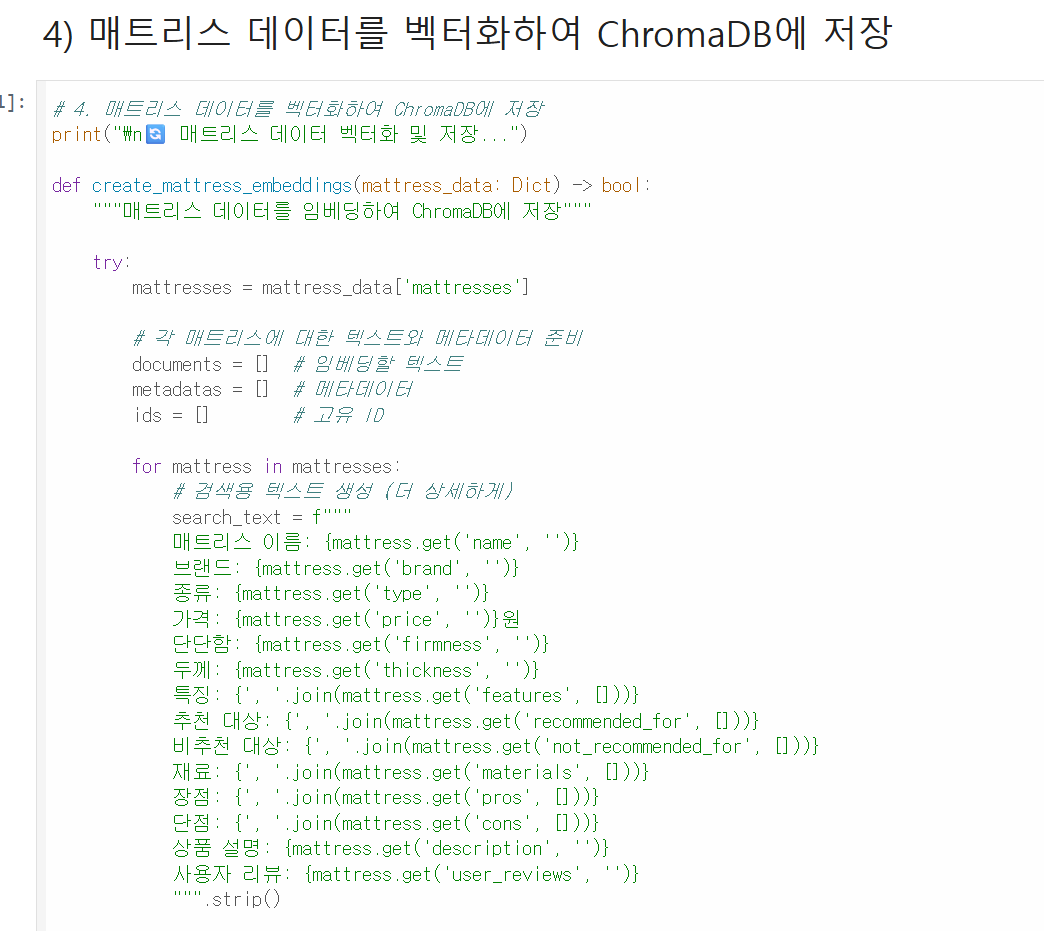 4) 매트리스 데이터를 벡터화하여 ChromaDB에 저장
1]:
# 4. 매트리스 데이터를 벡터화하여 ChromaDB에 저장
print("₩n🔄 매트리스 데이터 벡터화 및 저장...")
def create_mattress_embeddings(mattress_data: Dict) -> bool:
"""매트리스 데이터를 임베딩하여 ChromaDB에 저장"""
try:
mattresses = mattress_data['mattresses']
# 각 매트리스에 대한 텍스트와 메타데이터 준비
documents = []  # 임베딩할 텍스트
metadatas = []  # 메타데이터
ids = []        # 고유 ID
for mattress in mattresses:
# 검색용 텍스트 생성 (더 상세하게)
search_text = f"""
매트리스 이름: {mattress.get('name', '')}
브랜드: {mattress.get('brand', '')}
종류: {mattress.get('type', '')}
가격: {mattress.get('price', '')}원
단단함: {mattress.get('firmness', '')}
두께: {mattress.get('thickness', '')}
특징: {', '.join(mattress.get('features', []))}
추천 대상: {', '.join(mattress.get('recommended_for', []))}
비추천 대상: {', '.join(mattress.get('not_recommended_for', []))}
재료: {', '.join(mattress.get('materials', []))}
장점: {', '.join(mattress.get('pros', []))}
단점: {', '.join(mattress.get('cons', []))}
상품 설명: {mattress.get('description', '')}
사용자 리뷰: {mattress.get('user_reviews', '')}
""".strip()